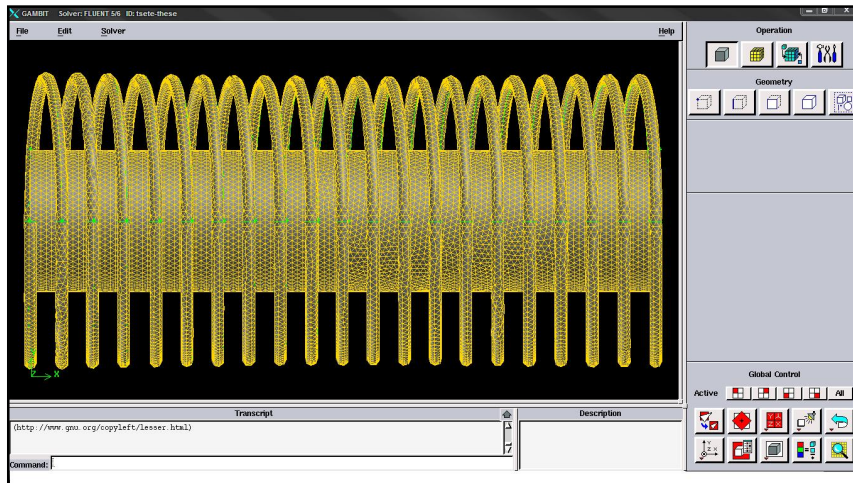 GAMBIT Solver: FLUENT 5/6 ID: tsete-these
File Edit Solver Help
Operation
Geometry
Z X
Global Control
Active All
Transcript
Description
(http://www.gnu.org/copyleft/lesser.html)
Command: